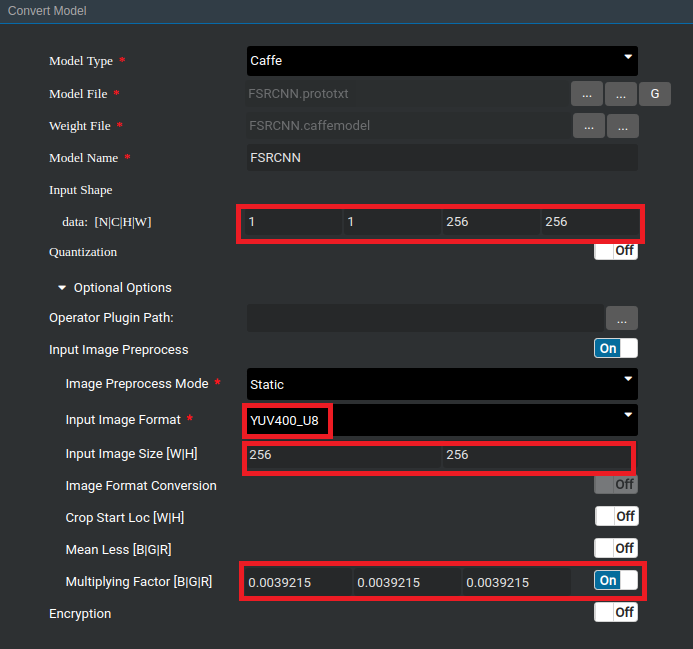 Convert Model
Model Type * Caffe
Model File * FSRCNN.prototxt ... ... G
Weight File * FSRCNN.caffemodel ... ...
Model Name * FSRCNN
Input Shape
data: [N|C|H|W] 1 1 256 256
Quantization Off
Optional Options
Operator Plugin Path: ...
Input Image Preprocess On
Image Preprocess Mode * Static
Input Image Format * YUV400_U8
Input Image Size [W|H] 256 256
Image Format Conversion Off
Crop Start Loc [W|H] Off
Mean Less [B|G|R] Off
Multiplying Factor [B|G|R] 0.0039215 0.0039215 0.0039215 On
Encryption Off